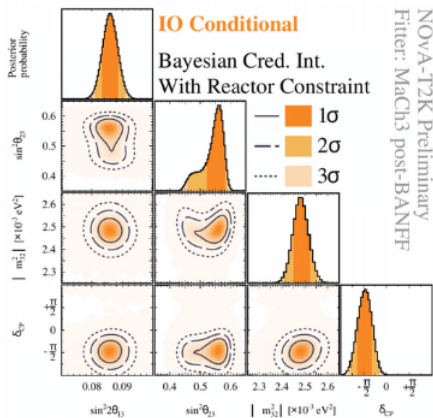 IO Conditional
Bayesian Cred. Int.
With Reactor Constraint
1σ
2σ
3σ
NOvA-T2K Preliminary
Fitter: MaCh3 post-BANFF
Posterior
probability
sin²θ₂₃
0.6
0.5
0.4
|m²₃₂| [×10⁻³ eV²]
2.6
2.5
2.4
2.3
δCP
+π/2
0
-π/2
0.08 0.09
sin²2θ₁₃
0.4 0.5 0.6
sin²θ₂₃
2.3 2.4 2.5 2.6
|m²₃₂| [×10⁻³ eV²]
-π/2 0 +π/2
δCP